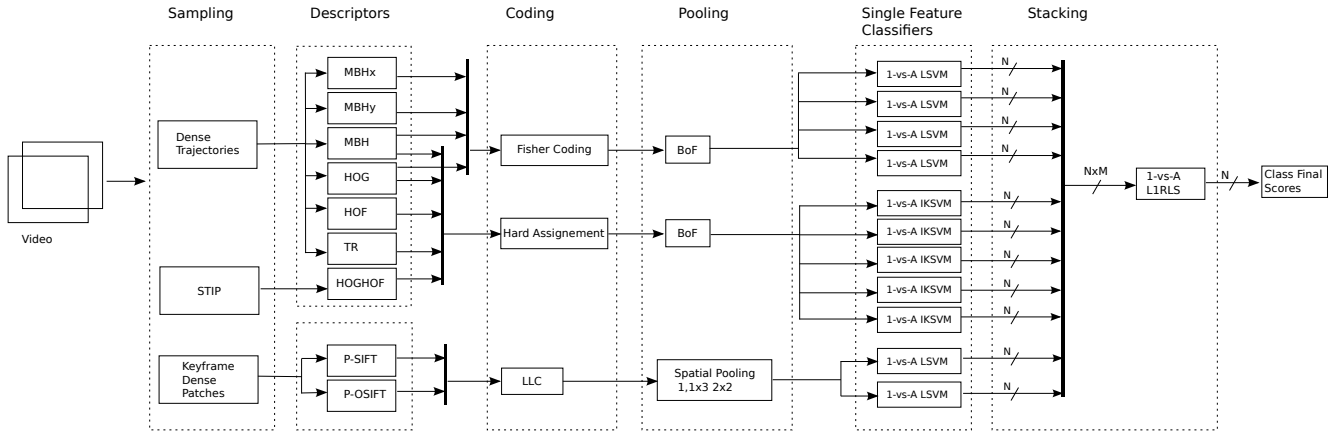 Sampling
Descriptors
Coding
Pooling
Single Feature
Classifiers
Stacking
Video
Dense
Trajectories
STIP
Keyframe
Dense
Patches
MBHx
MBHy
MBH
HOG
HOF
TR
HOGHOF
P-SIFT
P-OSIFT
Fisher Coding
Hard Assignement
LLC
BoF
BoF
Spatial Pooling
1,1x3 2x2
1-vs-A LSVM
1-vs-A LSVM
1-vs-A LSVM
1-vs-A LSVM
1-vs-A IKSVM
1-vs-A IKSVM
1-vs-A IKSVM
1-vs-A IKSVM
1-vs-A IKSVM
1-vs-A LSVM
1-vs-A LSVM
N
N
N
N
N
N
N
N
N
N
N
NxM
1-vs-A
L1RLS
N
Class Final
Scores